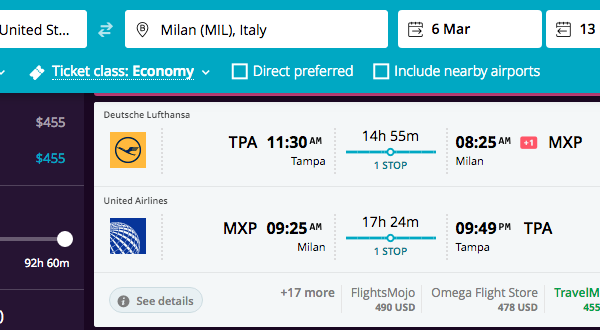 United St...
Milan (MIL), Italy
6 Mar
13
Ticket class: Economy
Direct preferred
Include nearby airports
$455
$455
92h 60m
Deutsche Lufthansa
TPA 11:30 AM
Tampa
14h 55m
1 STOP
08:25 AM +1 MXP
Milan
United Airlines
MXP 09:25 AM
Milan
17h 24m
1 STOP
09:49 PM TPA
Tampa
See details
+17 more
FlightsMojo
490 USD
Omega Flight Store
478 USD
TravelM
455